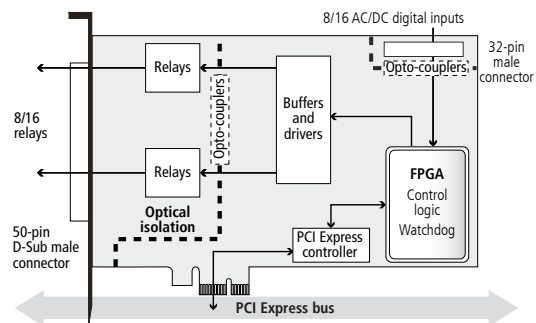 8/16 AC/DC digital inputs
32-pin
male
connector
Opto-couplers
Relays
Opto-couplers
Buffers
and
drivers
8/16
relays
Relays
FPGA
Control
logic
Watchdog
Optical
isolation
50-pin
D-Sub male
connector
PCI Express
controller
PCI Express bus